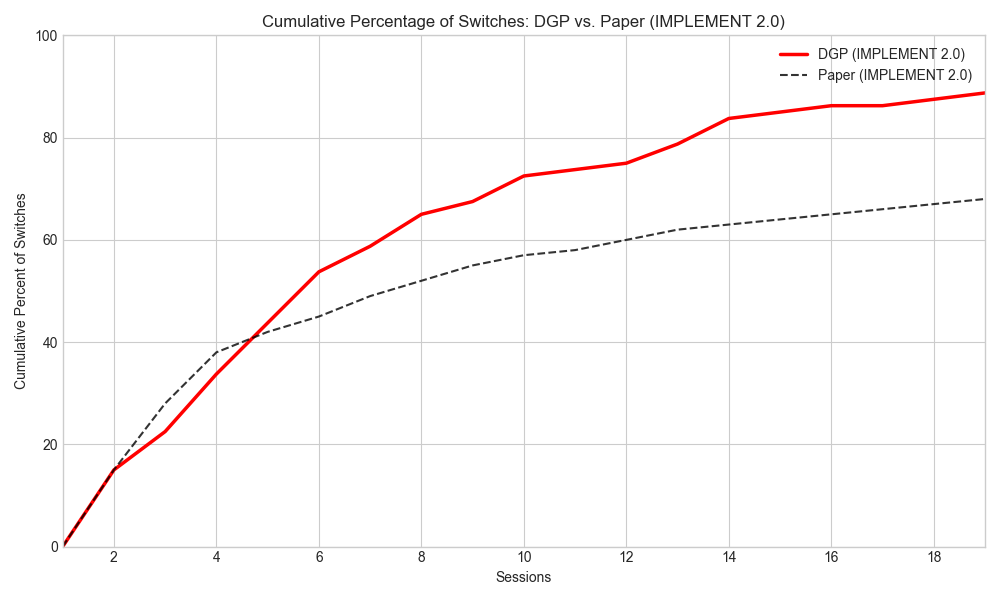 Cumulative Percentage of Switches: DGP vs. Paper (IMPLEMENT 2.0)
DGP (IMPLEMENT 2.0)
Paper (IMPLEMENT 2.0)
Cumulative Percent of Switches
100
80
60
40
20
0
2 4 6 8 10 12 14 16 18
Sessions